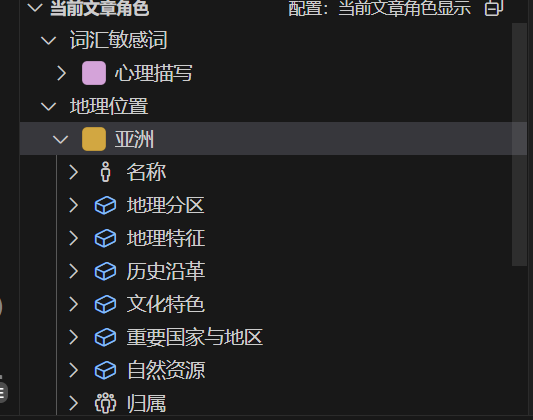 当前文章角色 配置：当前文章角色显示
词汇敏感词
心理描写
地理位置
亚洲
名称
地理分区
地理特征
历史沿革
文化特色
重要国家与地区
自然资源
归属